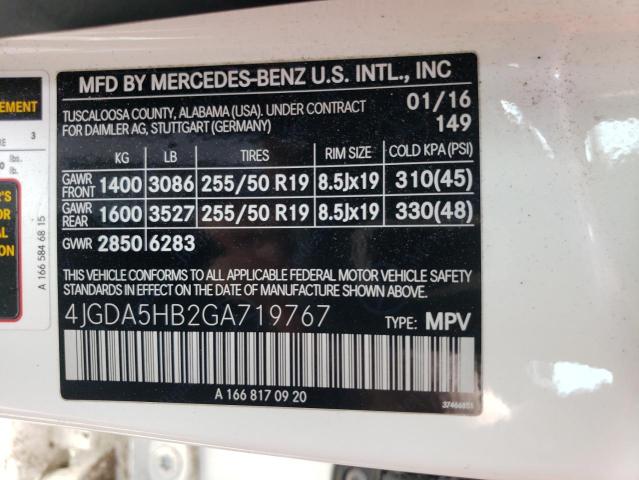 MFD BY MERCEDES-BENZ U.S. INTL., INC
TUSCALOOSA COUNTY, ALABAMA (USA). UNDER CONTRACT
FOR DAIMLER AG, STUTTGART (GERMANY)
01/16
149
KG LB TIRES RIM SIZE COLD KPA (PSI)
GAWR FRONT 1400 3086 255/50 R19 8.5Jx19 310(45)
GAWR REAR 1600 3527 255/50 R19 8.5Jx19 330(48)
GVWR 2850 6283
THIS VEHICLE CONFORMS TO ALL APPLICABLE FEDERAL MOTOR VEHICLE SAFETY
STANDARDS IN EFFECT ON THE DATE OF MANUFACTURE SHOWN ABOVE.
4JGDA5HB2GA719767 TYPE: MPV
A 166 817 09 20
EMENT
3
lbs.
lb.
A 166 584 68 15